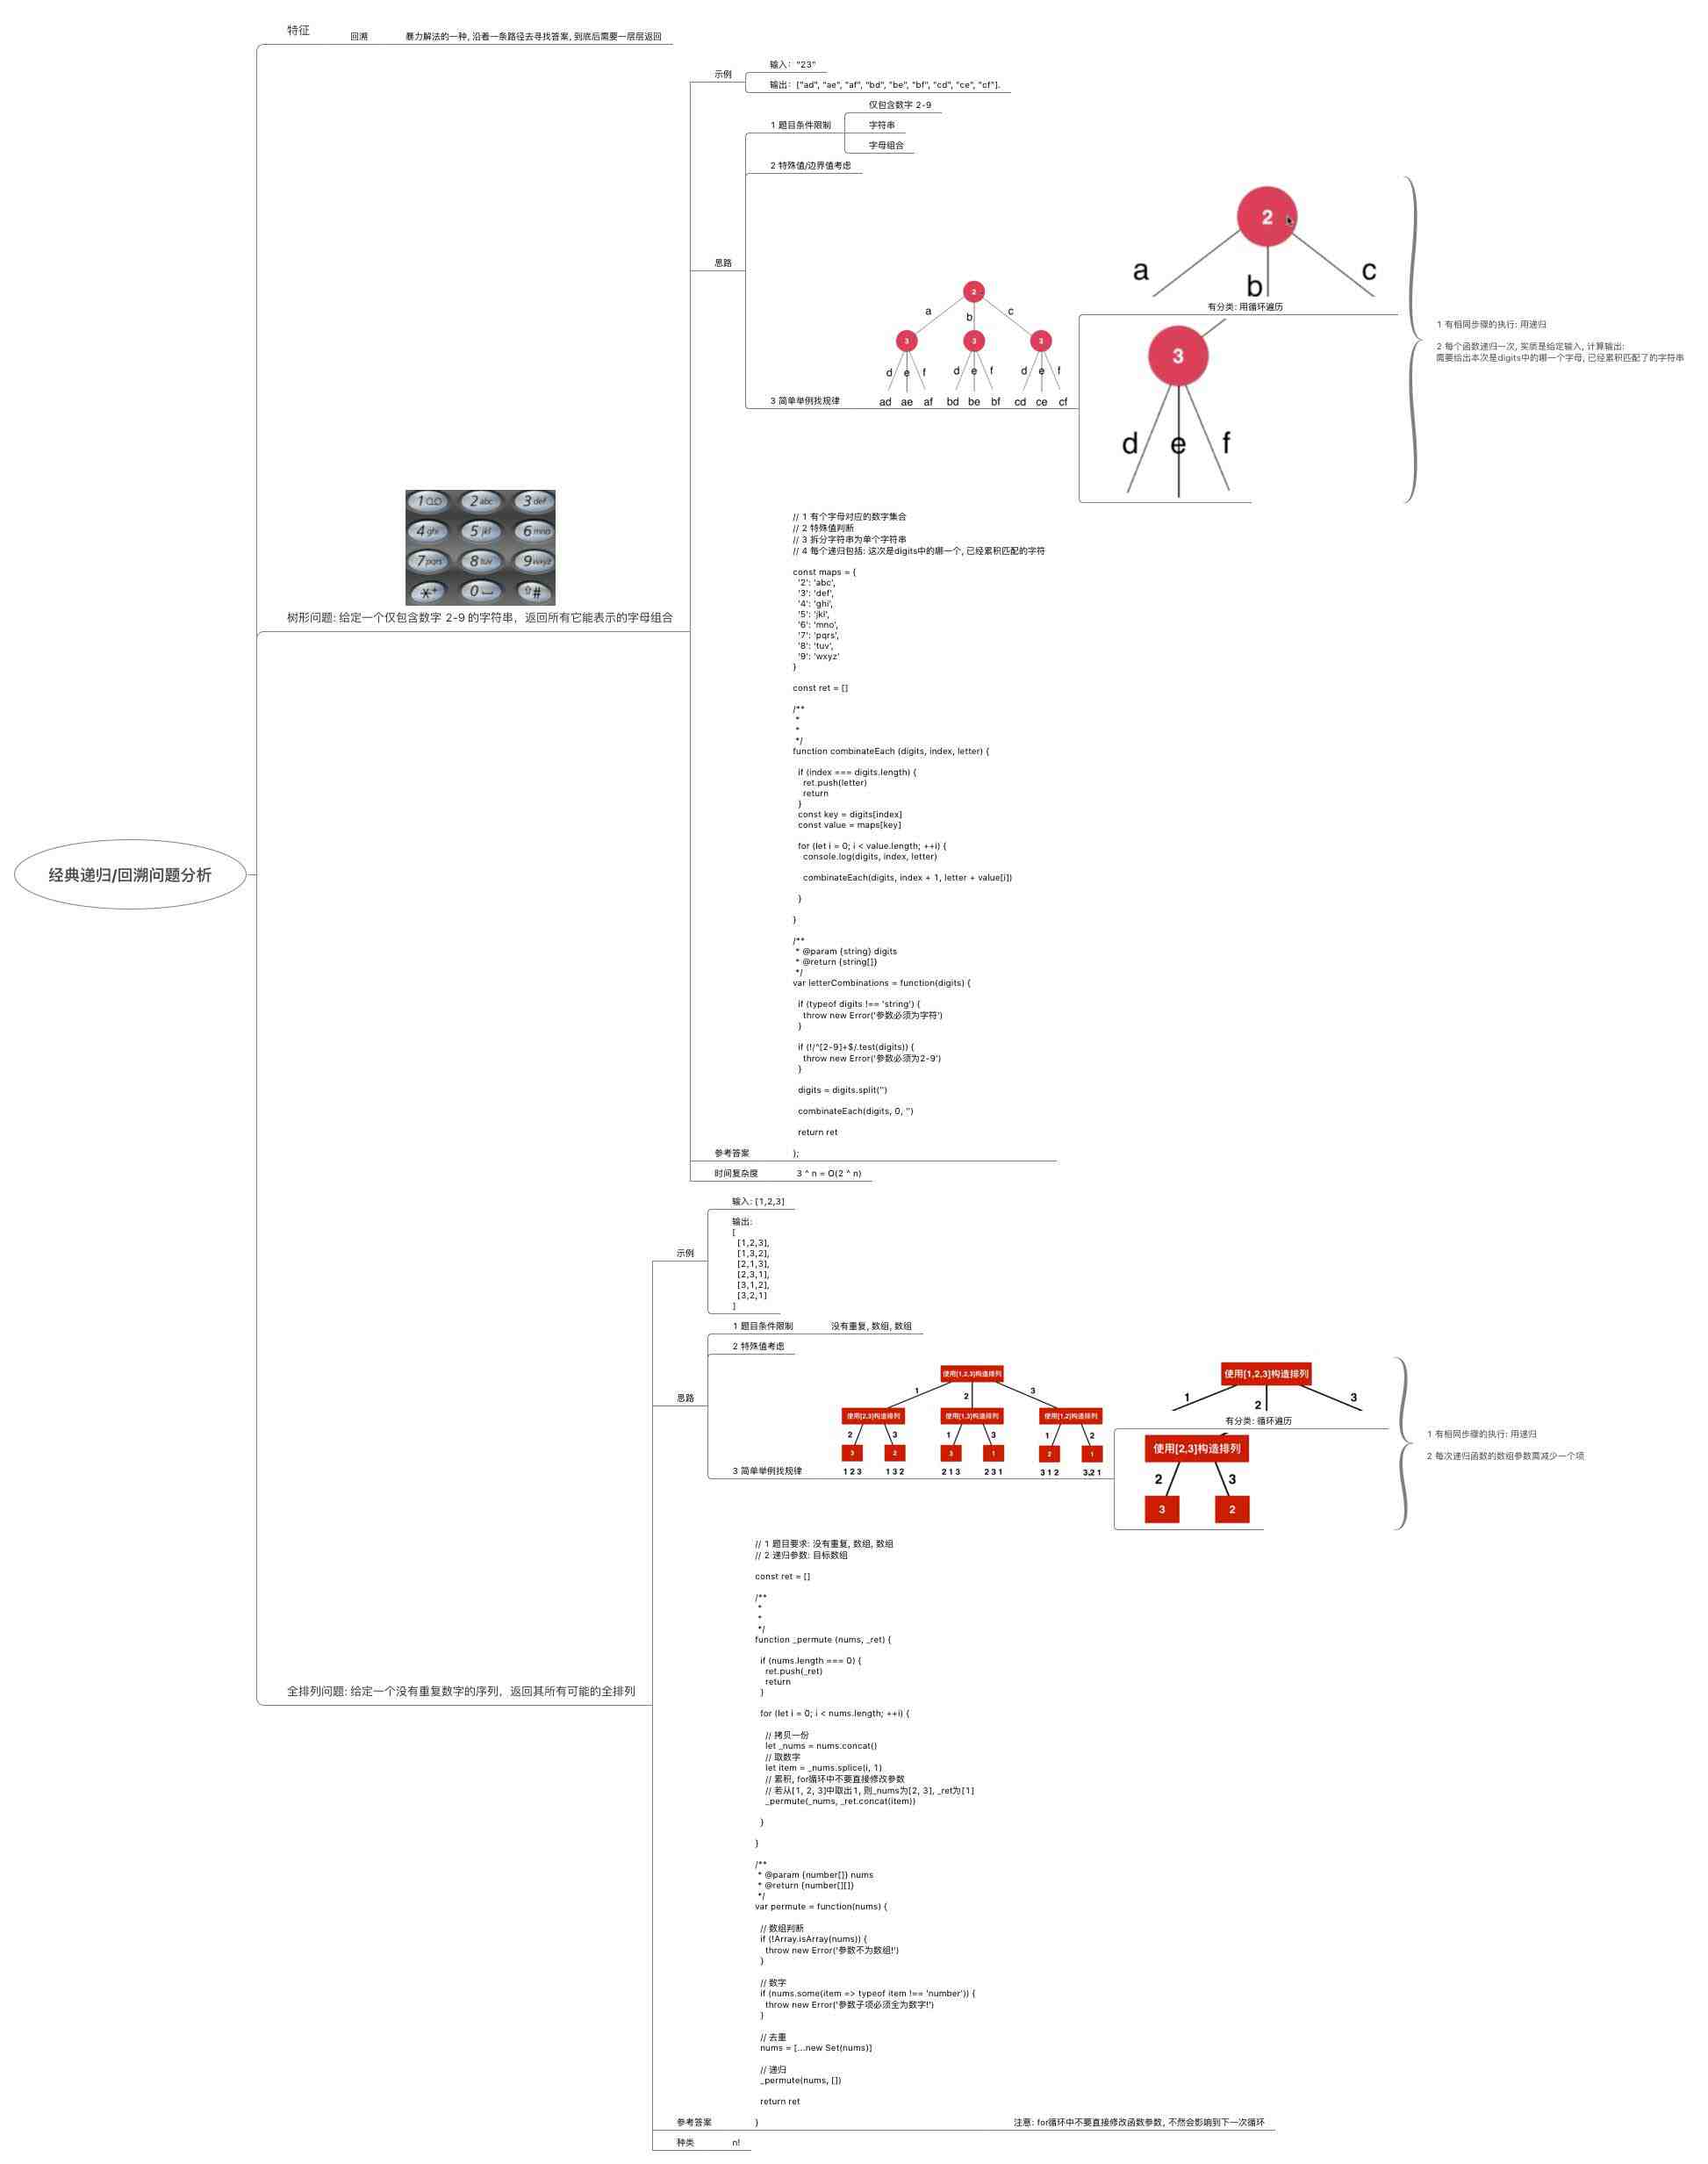 经典递归/回溯问题分析
特征
回溯
暴力解法的一种, 沿着一条路径去寻找答案, 到底后需要一层层返回
树形问题: 给定一个仅包含数字 2-9 的字符串，返回所有它能表示的字母组合
1
2 abc
3 def
4 ghi
5 jkl
6 mno
7 pqrs
8 tuv
9 wxyz
*+
0
#
示例
输入："23"
输出：["ad", "ae", "af", "bd", "be", "bf", "cd", "ce", "cf"].
思路
1 题目条件限制
仅包含数字 2-9
字符串
字母组合
2 特殊值/边界值考虑
3 简单举例找规律
2
a
b
c
3
3
3
d
e
f
d
e
f
d
e
f
ad ae af bd be bf cd ce cf
2
a
b
c
有分类: 用循环遍历
3
d
e
f
1 有相同步骤的执行: 用递归
2 每个函数递归一次, 实质是给定输入, 计算输出:
需要给出本次是digits中的哪一个字母, 已经累积匹配了的字符串
参考答案
// 1 有个字母对应的数字集合
// 2 特殊值判断
// 3 拆分字符串为单个字符串
// 4 每个递归包括: 这次是digits中的哪一个, 已经累积匹配的字符
const maps = {
'2': 'abc',
'3': 'def',
'4': 'ghi',
'5': 'jkl',
'6': 'mno',
'7': 'pqrs',
'8': 'tuv',
'9': 'wxyz'
}
const ret = []
/**
*
*
*/
function combinateEach (digits, index, letter) {
if (index === digits.length) {
ret.push(letter)
return
}
const key = digits[index]
const value = maps[key]
for (let i = 0; i < value.length; ++i) {
console.log(digits, index, letter)
combinateEach(digits, index + 1, letter + value[i])
}
}
/**
* @param {string} digits
* @return {string[]}
*/
var letterCombinations = function(digits) {
if (typeof digits !== 'string') {
throw new Error('参数必须为字符')
}
if (!/^[2-9]+$/.test(digits)) {
throw new Error('参数必须为2-9')
}
digits = digits.split('')
combinateEach(digits, 0, '')
return ret
};
时间复杂度
3 ^ n = O(2 ^ n)
全排列问题: 给定一个没有重复数字的序列，返回其所有可能的全排列
示例
输入: [1,2,3]
输出:
[
[1,2,3],
[1,3,2],
[2,1,3],
[2,3,1],
[3,1,2],
[3,2,1]
]
思路
1 题目条件限制
没有重复, 数组, 数组
2 特殊值考虑
3 简单举例找规律
使用[1,2,3]构造排列
1
2
3
使用[2,3]构造排列
使用[1,3]构造排列
使用[1,2]构造排列
2
3
1
3
1
2
3
2
3
1
2
1
1 2 3
1 3 2
2 1 3
2 3 1
3 1 2
3,2 1
使用[1,2,3]构造排列
1
2
3
有分类: 循环遍历
使用[2,3]构造排列
2
3
3
2
1 有相同步骤的执行: 用递归
2 每次递归函数的数组参数需减少一个项
参考答案
// 1 题目要求: 没有重复, 数组, 数组
// 2 递归参数: 目标数组
const ret = []
/**
*
*
*/
function _permute (nums, _ret) {
if (nums.length === 0) {
ret.push(_ret)
return
}
for (let i = 0; i < nums.length; ++i) {
// 拷贝一份
let _nums = nums.concat()
// 取数字
let item = _nums.splice(i, 1)
// 累积, for循环中不要直接修改参数
// 若从[1, 2, 3]中取出1, 则_nums为[2, 3], _ret为[1]
_permute(_nums, _ret.concat(item))
}
}
/**
* @param {number[]} nums
* @return {number[][]}
*/
var permute = function(nums) {
// 数组判断
if (!Array.isArray(nums)) {
throw new Error('参数不为数组!')
}
// 数字
if (nums.some(item => typeof item !== 'number')) {
throw new Error('参数子项必须全为数字!')
}
// 去重
nums = [...new Set(nums)]
// 递归
_permute(nums, [])
return ret
}
注意: for循环中不要直接修改函数参数, 不然会影响到下一次循环
种类
n!